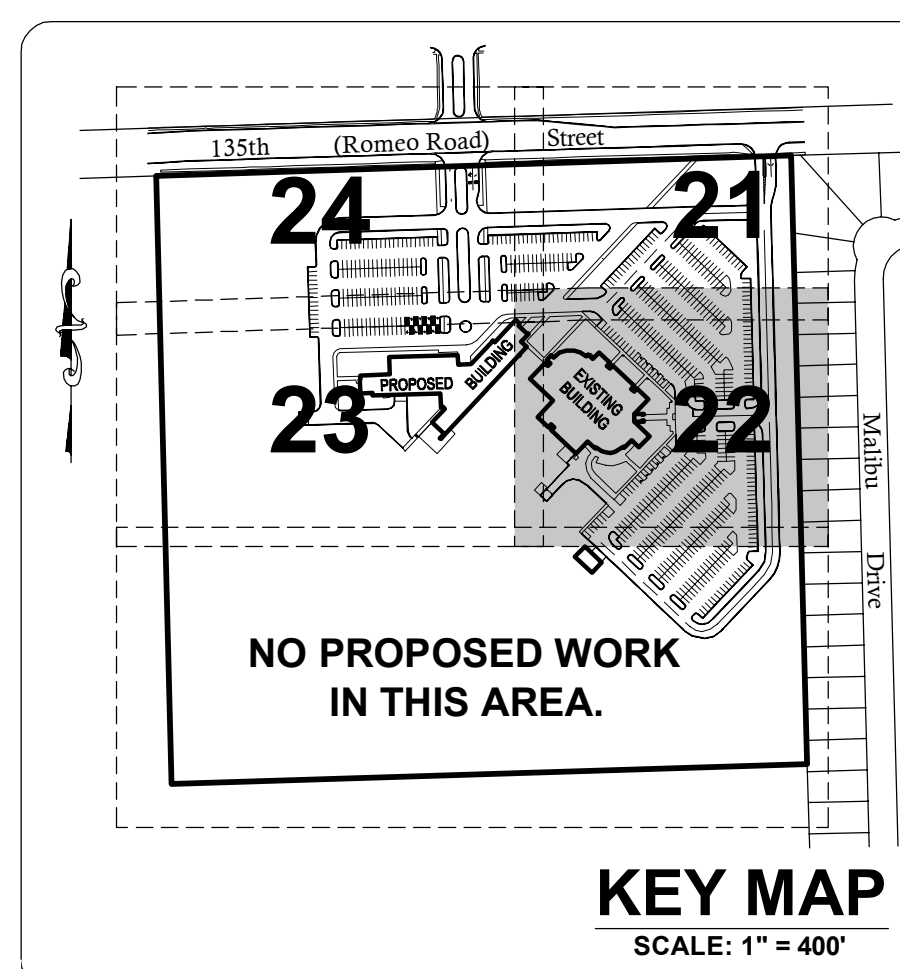 135th (Romeo Road) Street
24
21
PROPOSED BUILDING
EXISTING
BUILDING
23
22
Malibu Drive
NO PROPOSED WORK
IN THIS AREA.
KEY MAP
SCALE: 1" = 400'